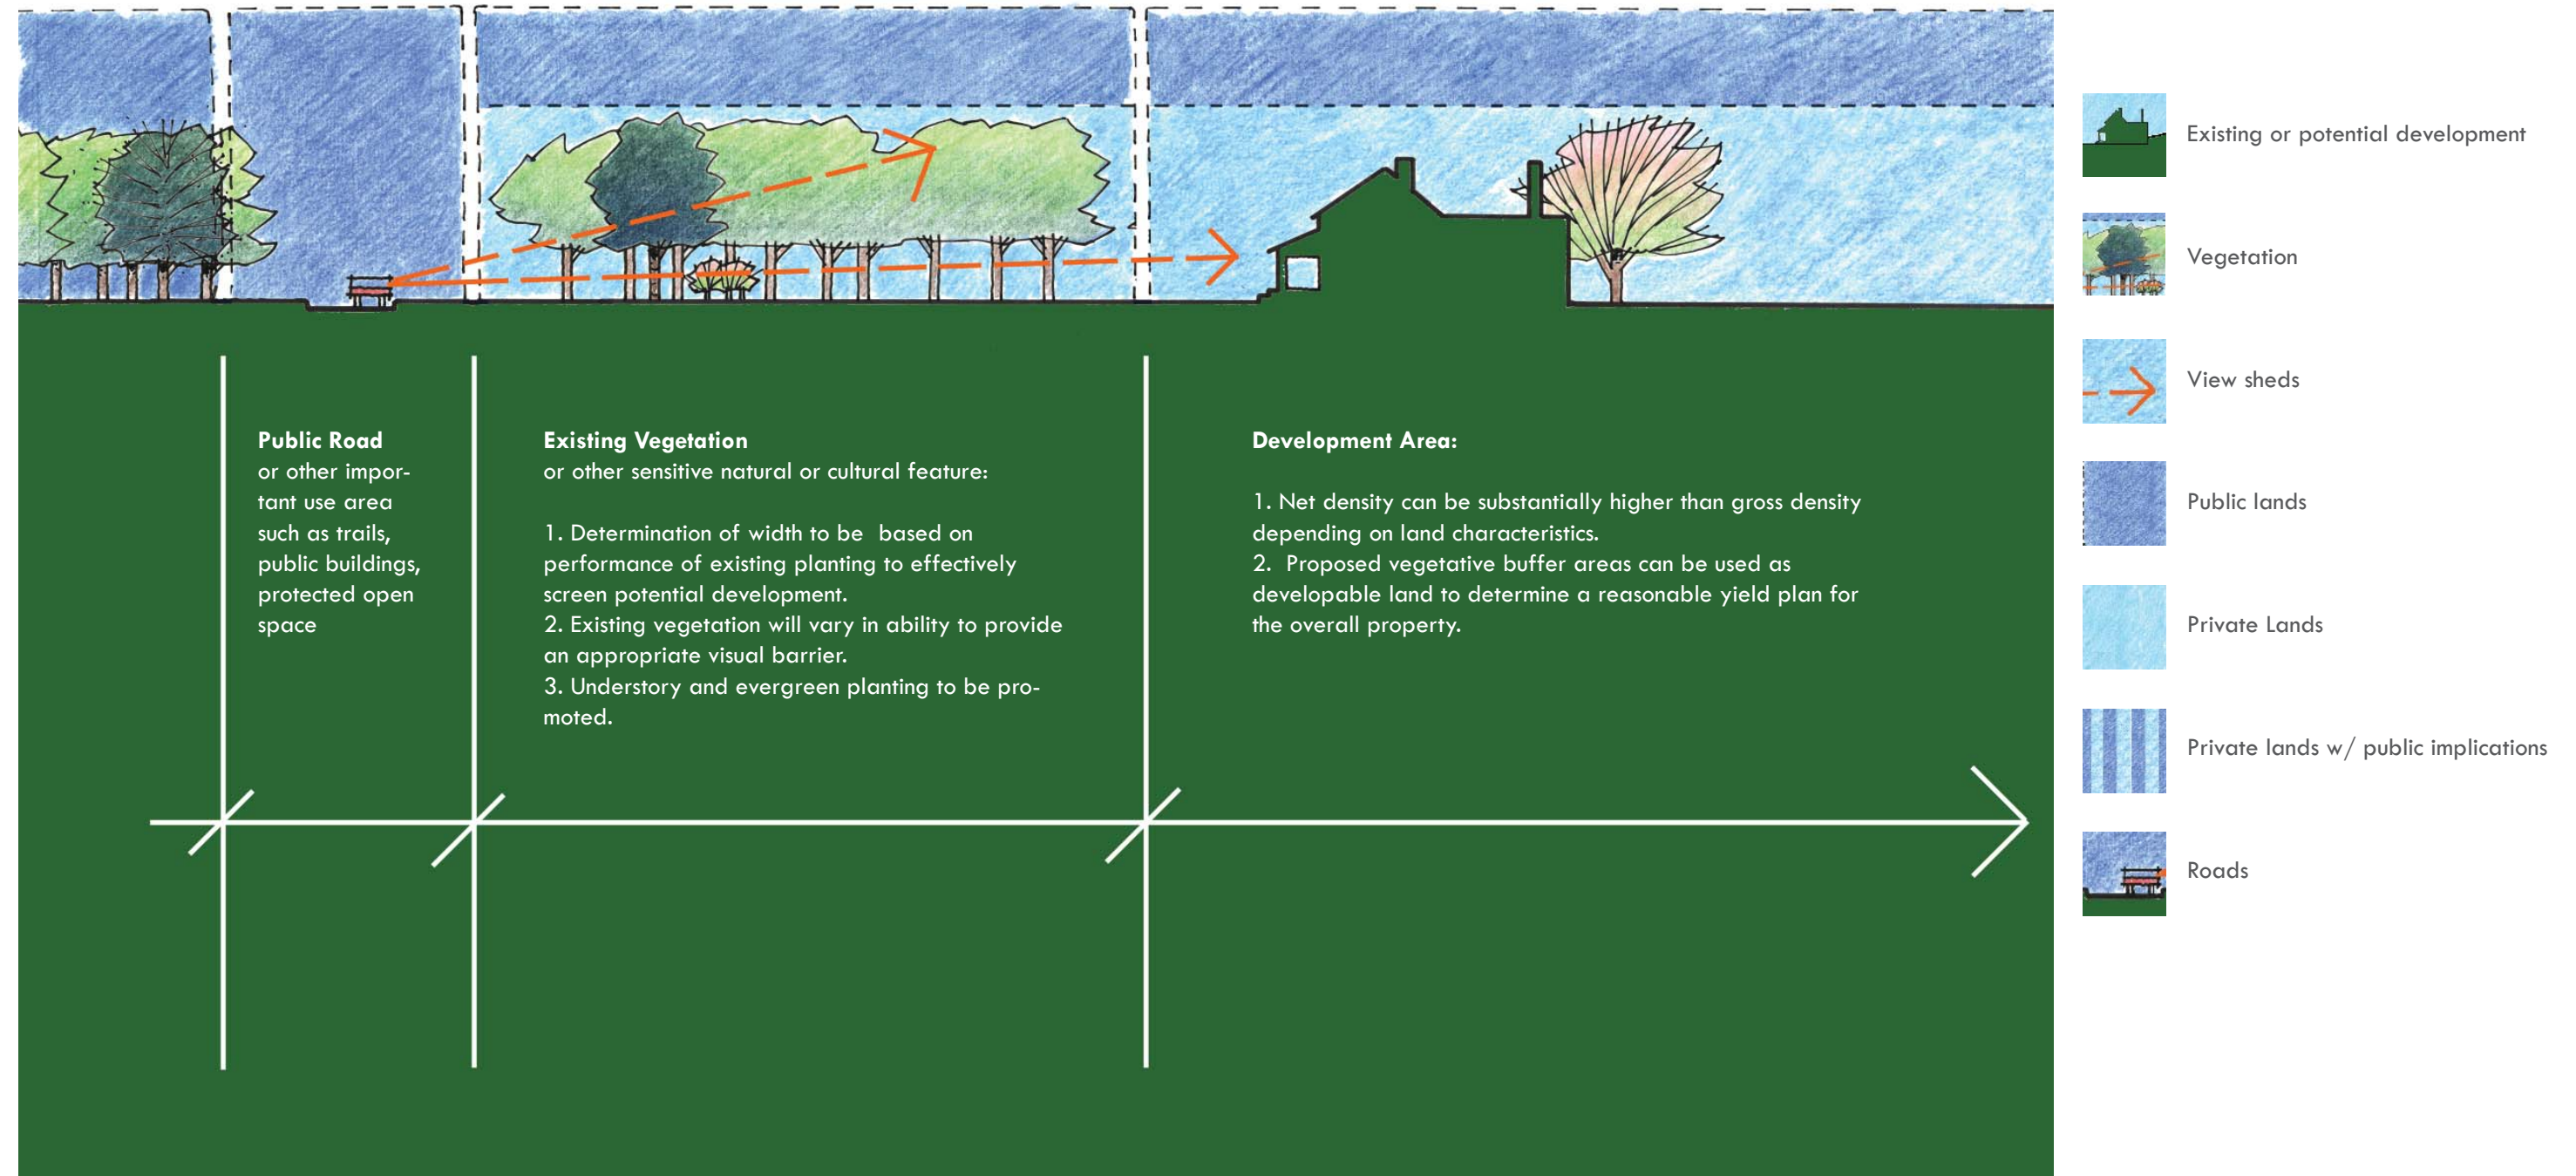 Public Road
or other impor-
tant use area
such as trails,
public buildings,
protected open
space
Existing Vegetation
or other sensitive natural or cultural feature:
1. Determination of width to be  based on
performance of existing planting to effectively
screen potential development.
2. Existing vegetation will vary in ability to provide
an appropriate visual barrier.
3. Understory and evergreen planting to be pro-
moted.
Development Area:
1. Net density can be substantially higher than gross density
depending on land characteristics.
2.  Proposed vegetative buffer areas can be used as
developable land to determine a reasonable yield plan for
the overall property.
Existing or potential development
Vegetation
View sheds
Public lands
Private Lands
Private lands w/ public implications
Roads